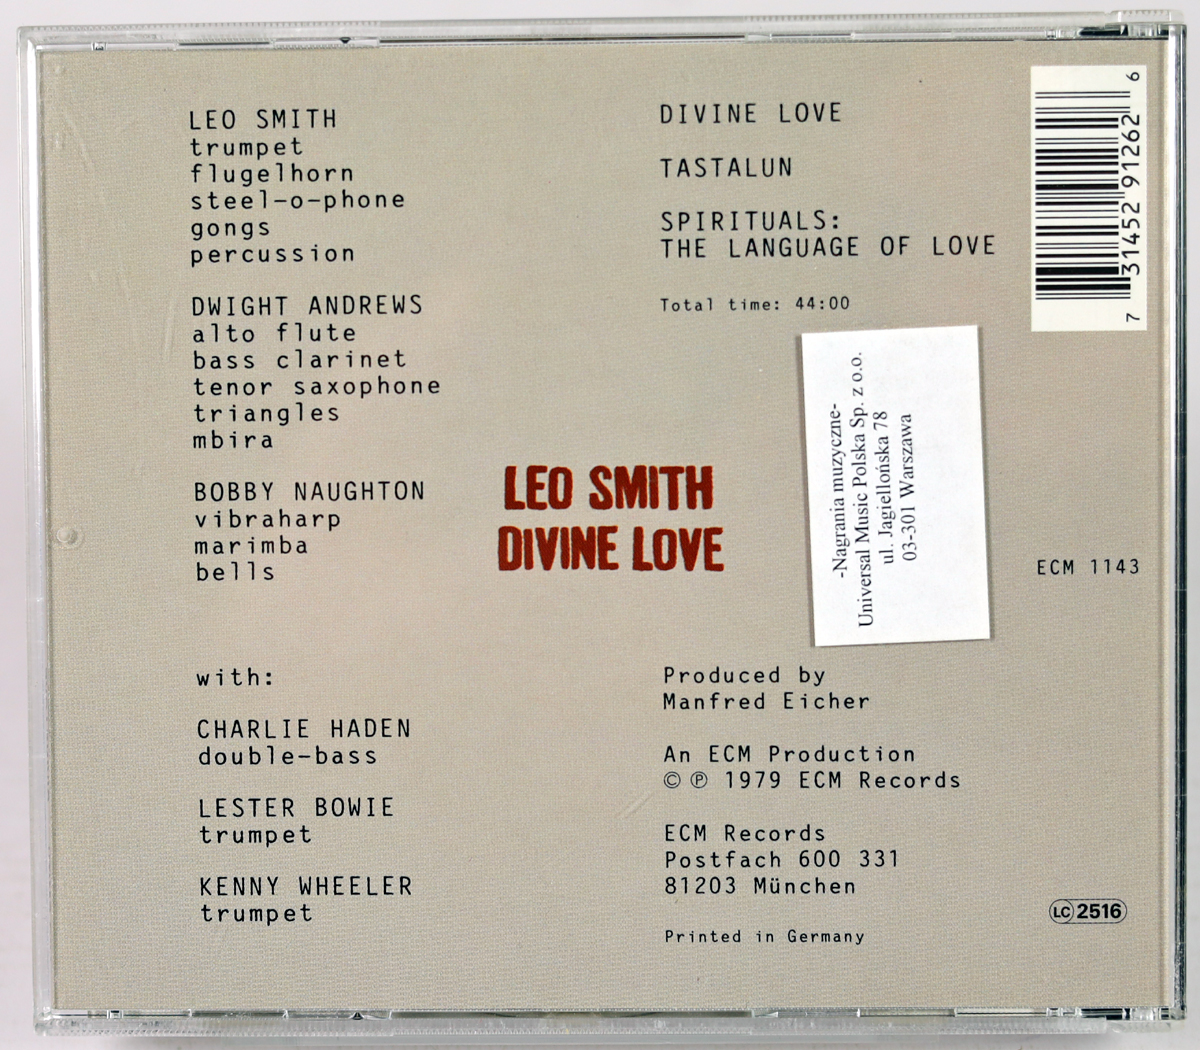 LEO SMITH
trumpet
flugelhorn
steel-o-phone
gongs
percussion
DWIGHT ANDREWS
alto flute
bass clarinet
tenor saxophone
triangles
mbira
BOBBY NAUGHTON
vibraharp
marimba
bells
with:
CHARLIE HADEN
double-bass
LESTER BOWIE
trumpet
KENNY WHEELER
trumpet
LEO SMITH
DIVINE LOVE
DIVINE LOVE
TASTALUN
SPIRITUALS:
THE LANGUAGE OF LOVE
Total time: 44:00
7 31452 91262 6
-Nagrania muzyczne-
Universal Music Polska Sp. z o.o.
ul. Jagiellońska 78
03-301 Warszawa
ECM 1143
Produced by
Manfred Eicher
An ECM Production
© ℗ 1979 ECM Records
ECM Records
Postfach 600 331
81203 München
Printed in Germany
LC 2516